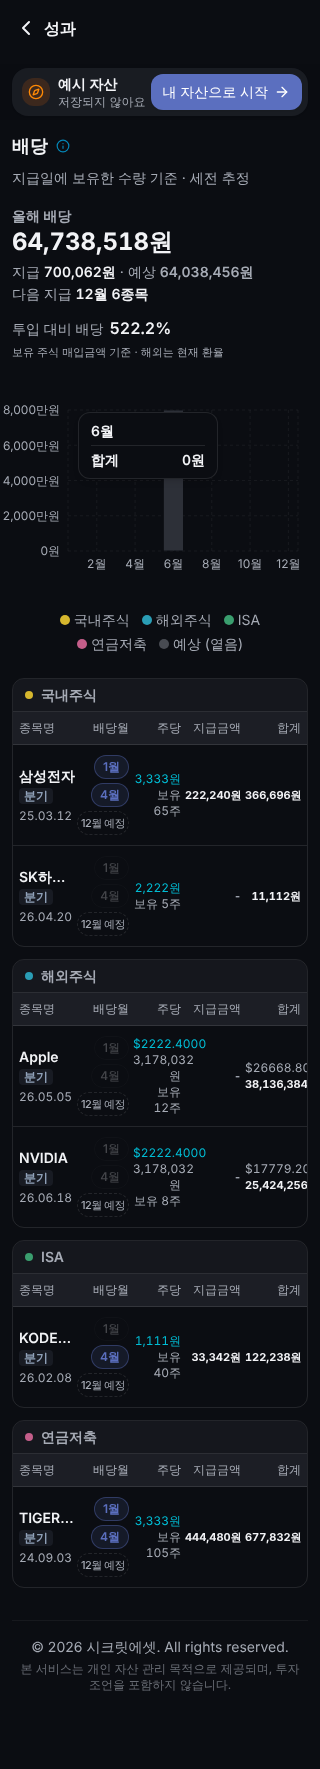 성과
예시 자산
저장되지 않아요
내 자산으로 시작
배당
지급일에 보유한 수량 기준 · 세전 추정
올해 배당
64,738,518원
지급 700,062원 · 예상 64,038,456원
다음 지급 12월 6종목
투입 대비 배당 522.2%
보유 주식 매입금액 기준 · 해외는 현재 환율
8,000만원
6,000만원
4,000만원
2,000만원
0원
6월
합계 0원
2월 4월 6월 8월 10월 12월
국내주식 해외주식 ISA
연금저축 예상 (옅음)
국내주식
종목명 배당월 주당 지급금액 합계
삼성전자
분기
25.03.12
1월
4월
12월 예정
3,333원
보유
65주
222,240원
366,696원
SK하...
분기
26.04.20
1월
4월
12월 예정
2,222원
보유 5주
-
11,112원
해외주식
종목명 배당월 주당 지급금액 합계
Apple
분기
26.05.05
1월
4월
12월 예정
$2222.4000
3,178,032
원
보유
12주
-
$26668.80
38,136,384
NVIDIA
분기
26.06.18
1월
4월
12월 예정
$2222.4000
3,178,032
원
보유 8주
-
$17779.20
25,424,256
ISA
종목명 배당월 주당 지급금액 합계
KODE...
분기
26.02.08
1월
4월
12월 예정
1,111원
보유
40주
33,342원
122,238원
연금저축
종목명 배당월 주당 지급금액 합계
TIGER...
분기
24.09.03
1월
4월
12월 예정
3,333원
보유
105주
444,480원
677,832원
© 2026 시크릿에셋. All rights reserved.
본 서비스는 개인 자산 관리 목적으로 제공되며, 투자
조언을 포함하지 않습니다.